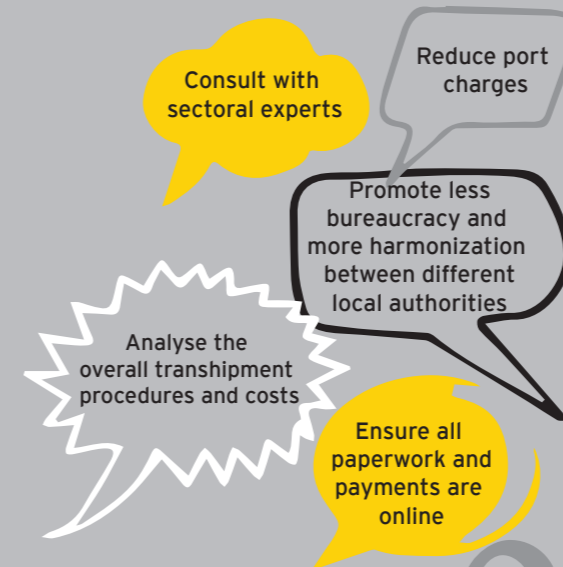 Consult with
sectoral experts
Reduce port
charges
Promote less
bureaucracy and
more harmonization
between different
local authorities
Analyse the
overall transhipment
procedures and costs
Ensure all
paperwork and
payments are
online